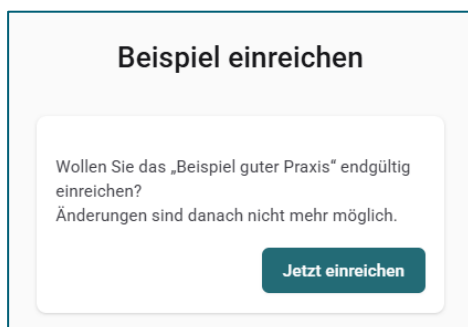 Beispiel einreichen
Wollen Sie das „Beispiel guter Praxis“ endgültig
einreichen?
Änderungen sind danach nicht mehr möglich.
Jetzt einreichen